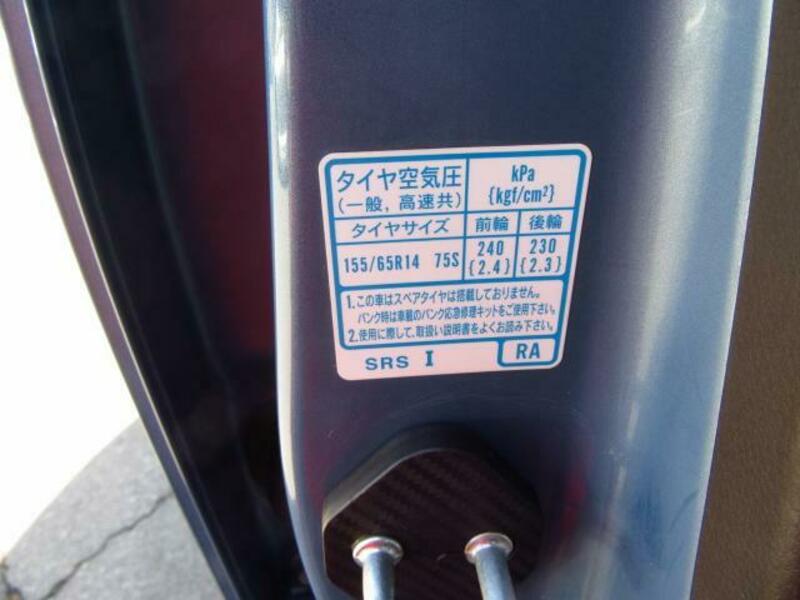 タイヤ空気圧
(一般, 高速共)
kPa
{kgf/cm²}
タイヤサイズ 前輪 後輪
155/65R14 75S 240 230
{2.4} {2.3}
1.この車はスペアタイヤは搭載しておりません。
パンク時は車載のパンク応急修理キットをご使用下さい。
2.使用に際して、取扱い説明書をよくお読み下さい。
SRS I RA